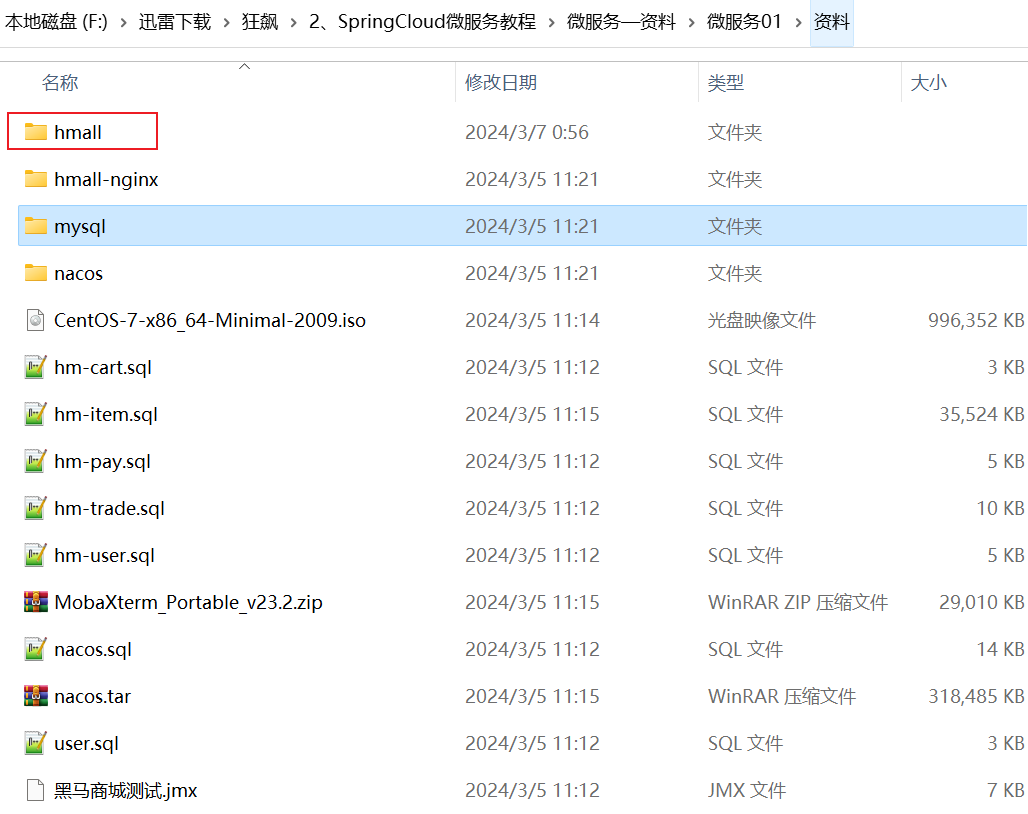 本地磁盘 (F:) › 迅雷下载 › 狂飙 › 2、SpringCloud微服务教程 › 微服务—资料 › 微服务01 › 资料
名称 修改日期 类型 大小
hmall 2024/3/7 0:56 文件夹
hmall-nginx 2024/3/5 11:21 文件夹
mysql 2024/3/5 11:21 文件夹
nacos 2024/3/5 11:21 文件夹
CentOS-7-x86_64-Minimal-2009.iso 2024/3/5 11:14 光盘映像文件 996,352 KB
hm-cart.sql 2024/3/5 11:12 SQL 文件 3 KB
hm-item.sql 2024/3/5 11:15 SQL 文件 35,524 KB
hm-pay.sql 2024/3/5 11:12 SQL 文件 5 KB
hm-trade.sql 2024/3/5 11:12 SQL 文件 10 KB
hm-user.sql 2024/3/5 11:12 SQL 文件 5 KB
MobaXterm_Portable_v23.2.zip 2024/3/5 11:15 WinRAR ZIP 压缩文件 29,010 KB
nacos.sql 2024/3/5 11:12 SQL 文件 14 KB
nacos.tar 2024/3/5 11:15 WinRAR 压缩文件 318,485 KB
user.sql 2024/3/5 11:12 SQL 文件 3 KB
黑马商城测试.jmx 2024/3/5 11:12 JMX 文件 7 KB